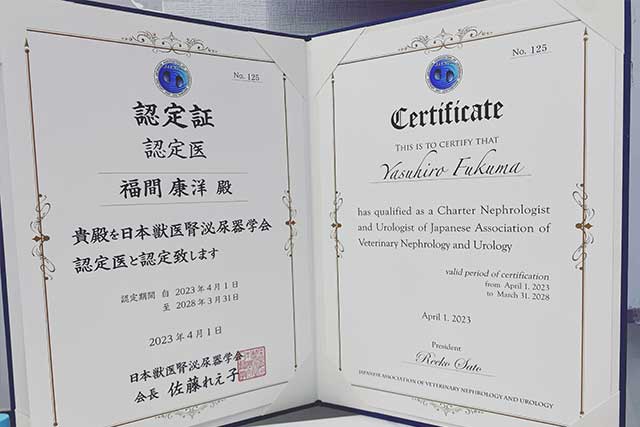 No. 125
認定証
認定医
福間 康洋 殿
貴殿を日本獣医腎泌尿器学会
認定医と認定致します
認定期間 自 2023年4月1日
至 2028年3月31日
2023年4月1日
日本獣医腎泌尿器学会
会長 佐藤れえ子
No. 125
Certificate
THIS IS TO CERTIFY THAT
Yasuhiro Fukuma
has qualified as a Charter Nephrologist
and Urologist of Japanese Association of
Veterinary Nephrology and Urology
valid period of certification
from April 1, 2023
to March 31, 2028
April 1, 2023
President
Reeko Sato
JAPANESE ASSOCIATION OF VETERINARY NEPHROLOGY AND UROLOGY